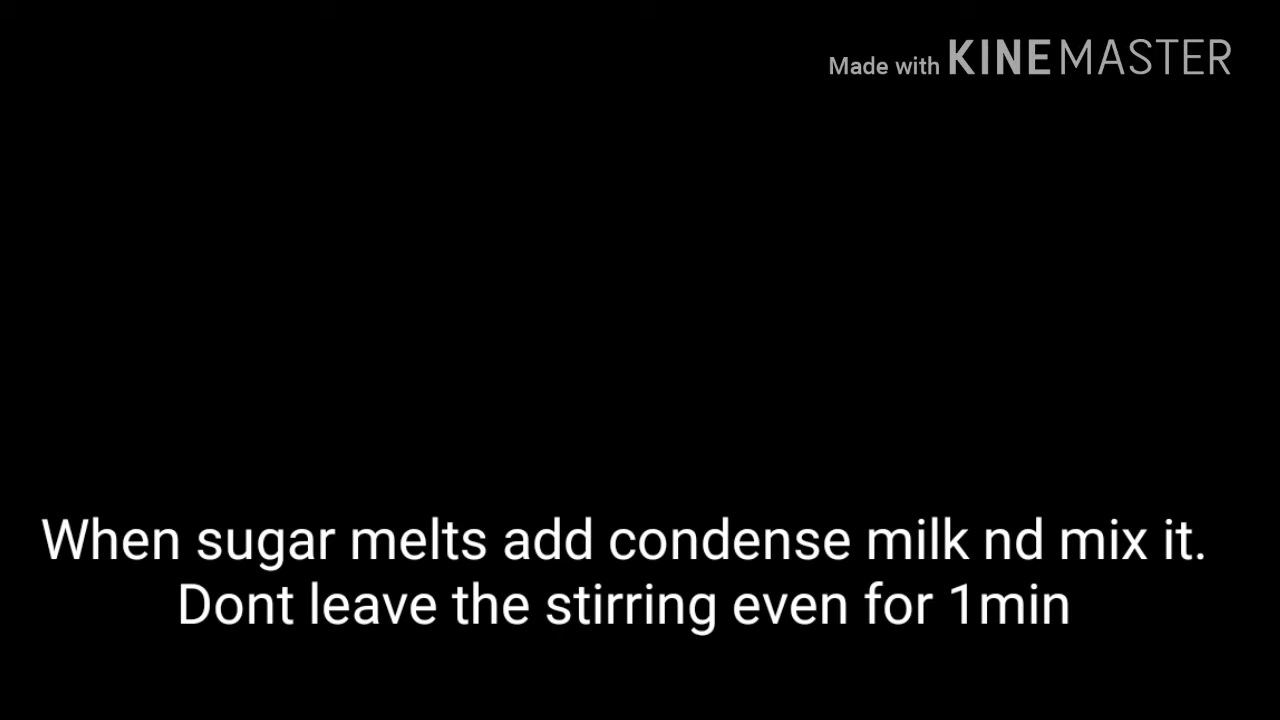 Made with KINEMASTER
When sugar melts add condense milk nd mix it.
Dont leave the stirring even for 1min